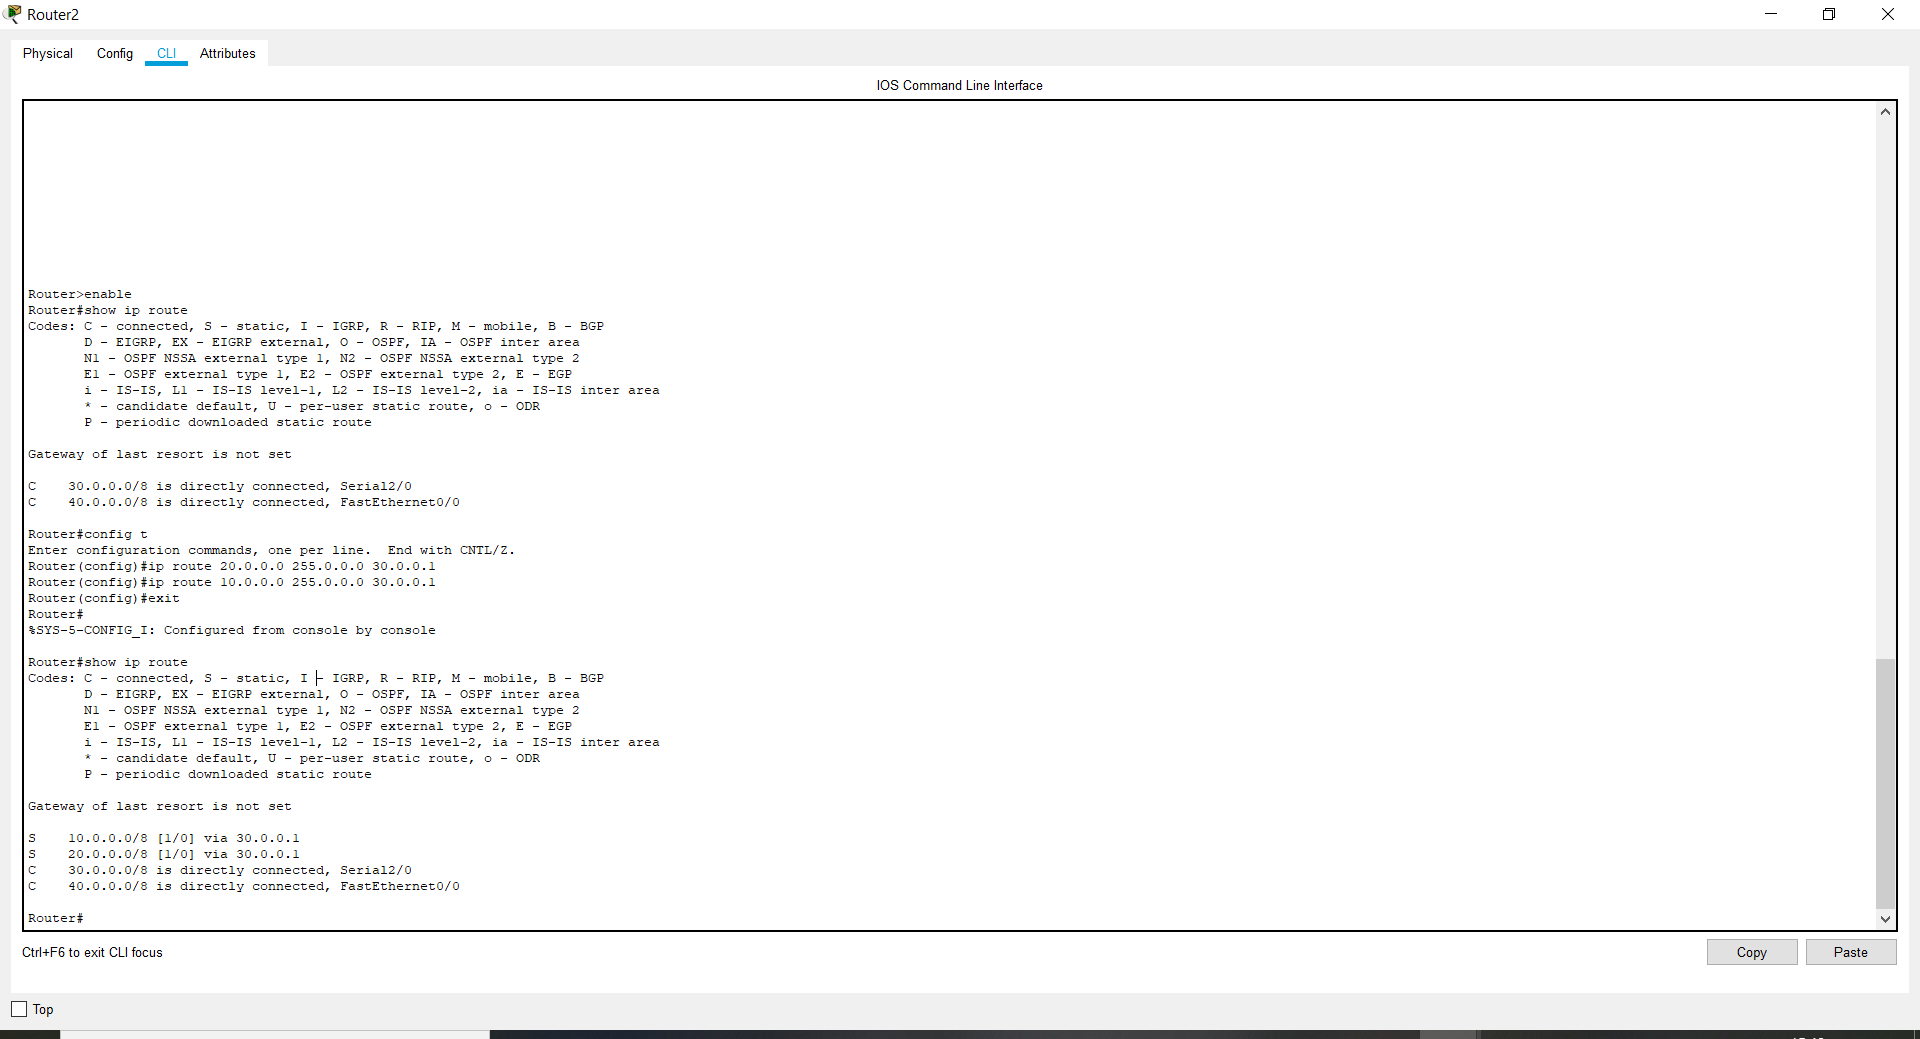 Router2
Physical Config CLI Attributes
IOS Command Line Interface
Router>enable
Router#show ip route
Codes: C - connected, S - static, I - IGRP, R - RIP, M - mobile, B - BGP
D - EIGRP, EX - EIGRP external, O - OSPF, IA - OSPF inter area
N1 - OSPF NSSA external type 1, N2 - OSPF NSSA external type 2
E1 - OSPF external type 1, E2 - OSPF external type 2, E - EGP
i - IS-IS, L1 - IS-IS level-1, L2 - IS-IS level-2, ia - IS-IS inter area
* - candidate default, U - per-user static route, o - ODR
P - periodic downloaded static route
Gateway of last resort is not set
C    30.0.0.0/8 is directly connected, Serial2/0
C    40.0.0.0/8 is directly connected, FastEthernet0/0
Router#config t
Enter configuration commands, one per line.  End with CNTL/Z.
Router(config)#ip route 20.0.0.0 255.0.0.0 30.0.0.1
Router(config)#ip route 10.0.0.0 255.0.0.0 30.0.0.1
Router(config)#exit
Router#
%SYS-5-CONFIG_I: Configured from console by console
Router#show ip route
Codes: C - connected, S - static, I - IGRP, R - RIP, M - mobile, B - BGP
D - EIGRP, EX - EIGRP external, O - OSPF, IA - OSPF inter area
N1 - OSPF NSSA external type 1, N2 - OSPF NSSA external type 2
E1 - OSPF external type 1, E2 - OSPF external type 2, E - EGP
i - IS-IS, L1 - IS-IS level-1, L2 - IS-IS level-2, ia - IS-IS inter area
* - candidate default, U - per-user static route, o - ODR
P - periodic downloaded static route
Gateway of last resort is not set
S    10.0.0.0/8 [1/0] via 30.0.0.1
S    20.0.0.0/8 [1/0] via 30.0.0.1
C    30.0.0.0/8 is directly connected, Serial2/0
C    40.0.0.0/8 is directly connected, FastEthernet0/0
Router#
Ctrl+F6 to exit CLI focus
Copy Paste
Top